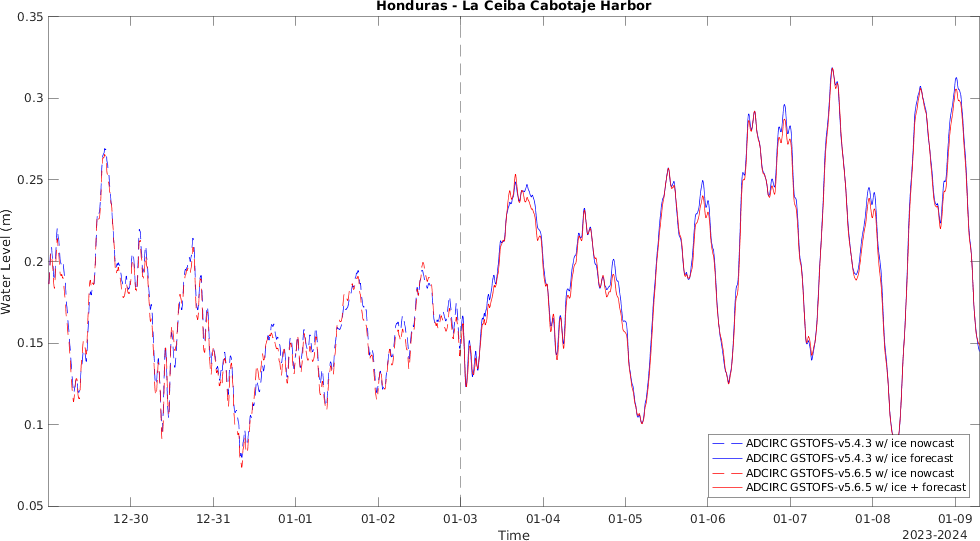 Honduras - La Ceiba Cabotaje Harbor
0.35
0.3
0.25
0.2
0.15
0.1
0.05
Water Level (m)
ADCIRC GSTOFS-v5.4.3 w/ ice nowcast
ADCIRC GSTOFS-v5.4.3 w/ ice forecast
ADCIRC GSTOFS-v5.6.5 w/ ice nowcast
ADCIRC GSTOFS-v5.6.5 w/ ice + forecast
12-30 12-31 01-01 01-02 01-03 01-04 01-05 01-06 01-07 01-08 01-09
Time
2023-2024